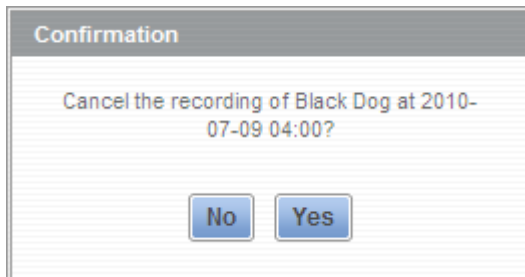 Confirmation
Cancel the recording of Black Dog at 2010-
07-09 04:00?
No Yes